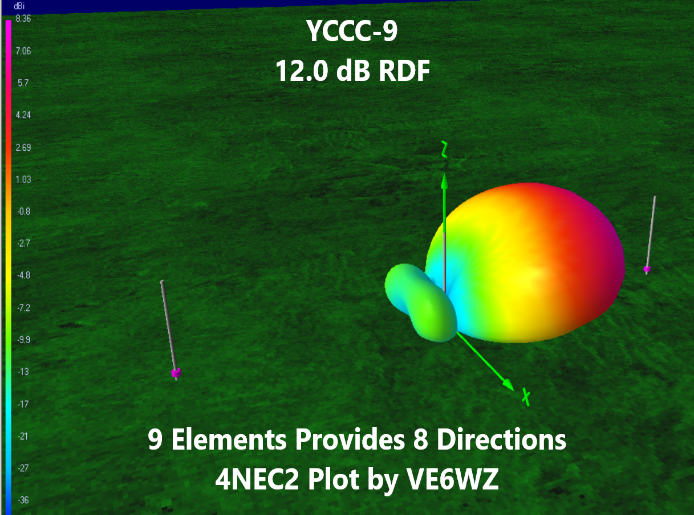 dBi
8.36
YCCC-9
7.06
12.0 dB RDF
5.7
4.24
2.69
Z
1.03
-0.8
-2.7
-4.8
-7.2
-9.9
-13
X
-17
-21
9 Elements Provides 8 Directions
-27
4NEC2 Plot by VE6WZ
-36